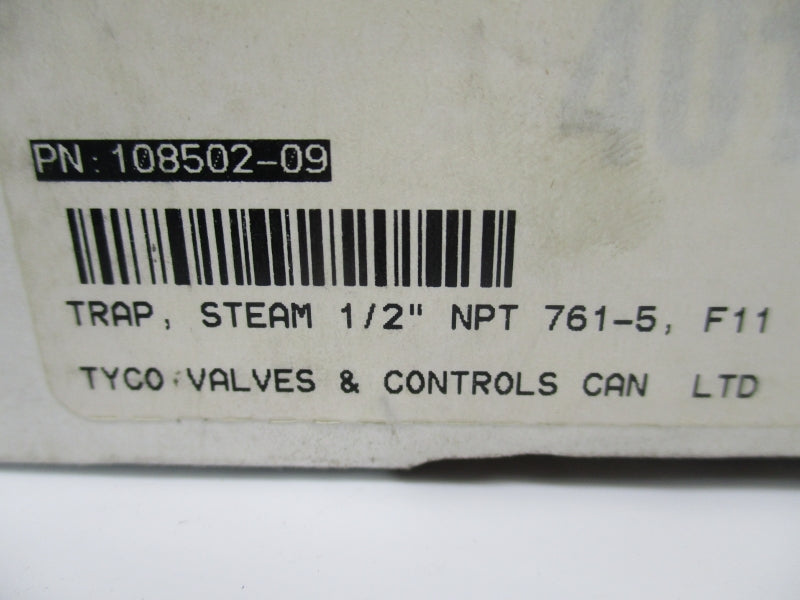 PN: 108502-09
TRAP, STEAM 1/2" NPT 761-5, F11
TYCO VALVES & CONTROLS CAN LTD